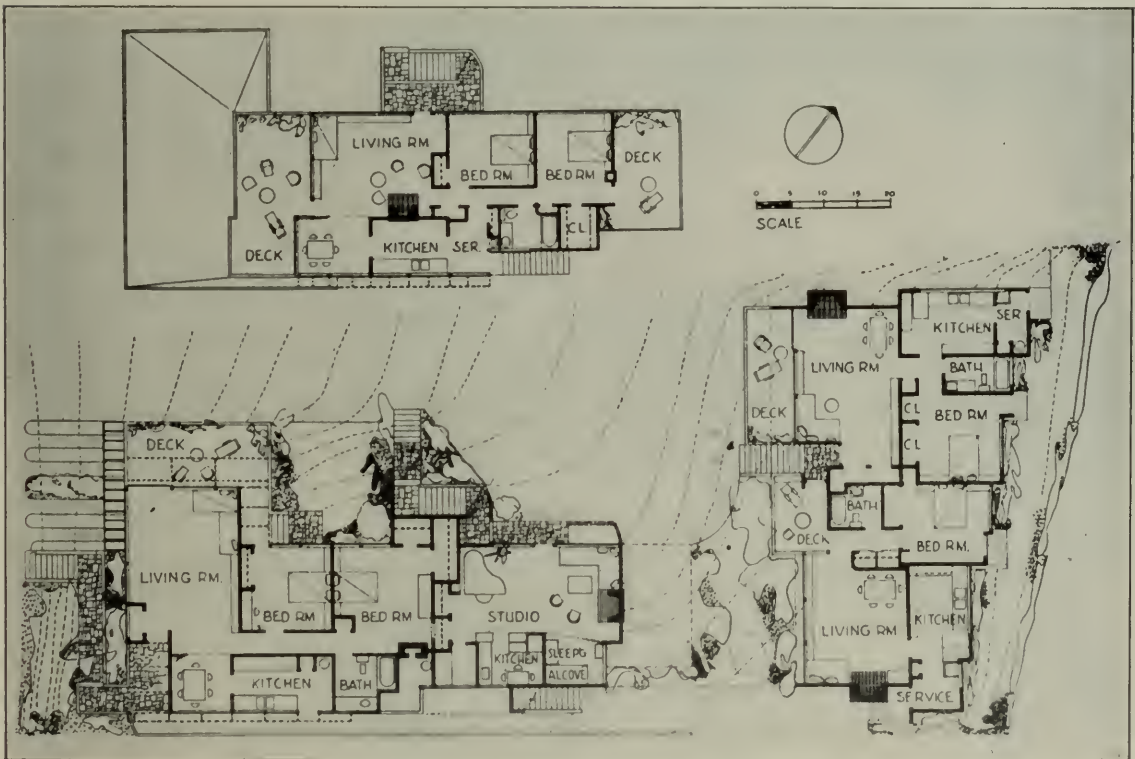 LIVING RM
BED RM
BED RM
DECK
DECK
KITCHEN
SER.
CL
0 5 10 15 20
SCALE
DECK
LIVING RM.
BED RM
BED RM
STUDIO
KITCHEN
SLEEP'G
ALCOVE
KITCHEN
BATH
KITCHEN
SER
LIVING RM
BATH
DECK
CL
BED RM
CL
BATH
DECK
BED RM.
LIVING RM
KITCHEN
SERVICE